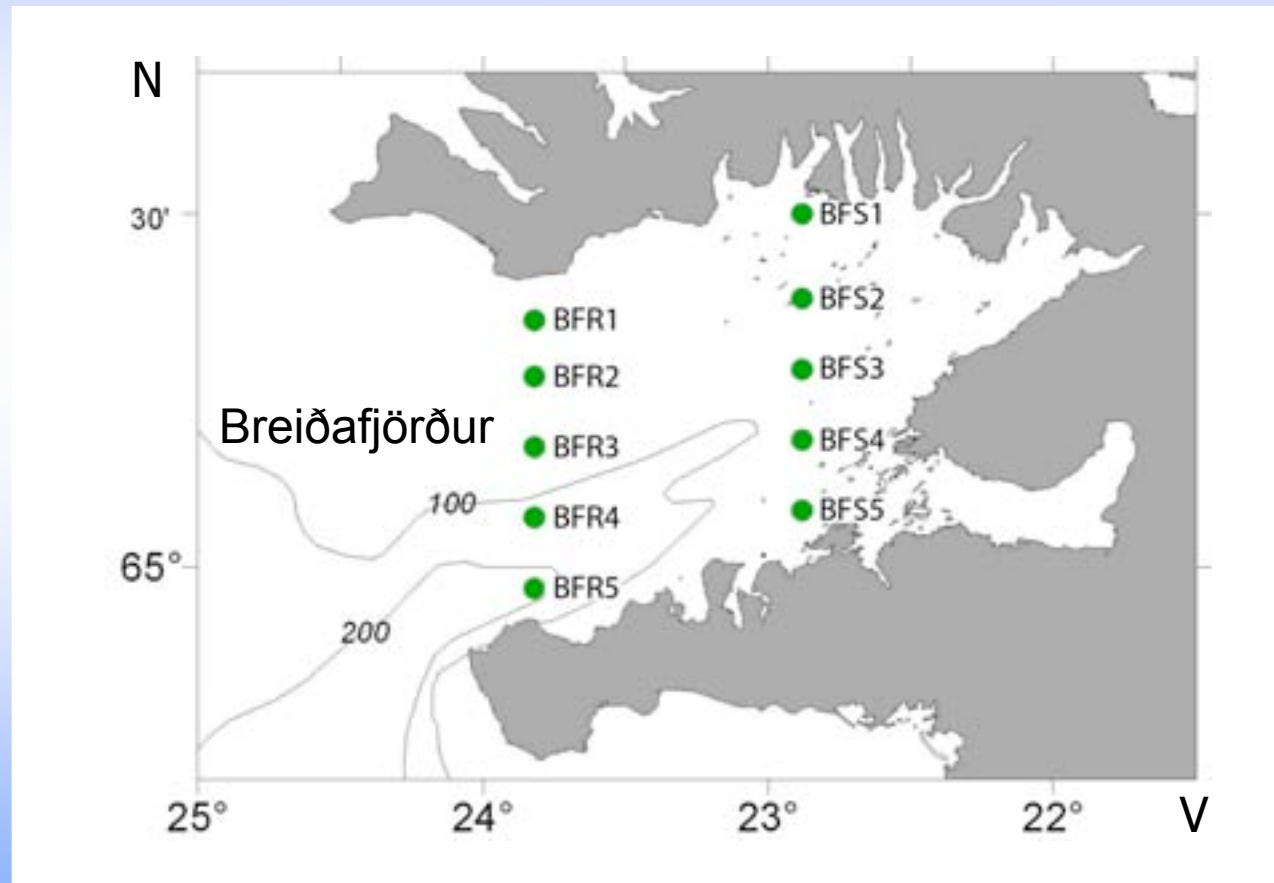 N
30'
BFS1
BFS2
BFR1
BFS3
BFR2
Breiðafjörður
BFS4
BFR3
100
BFS5
BFR4
65°
BFR5
200
25°
24°
23°
22°
V